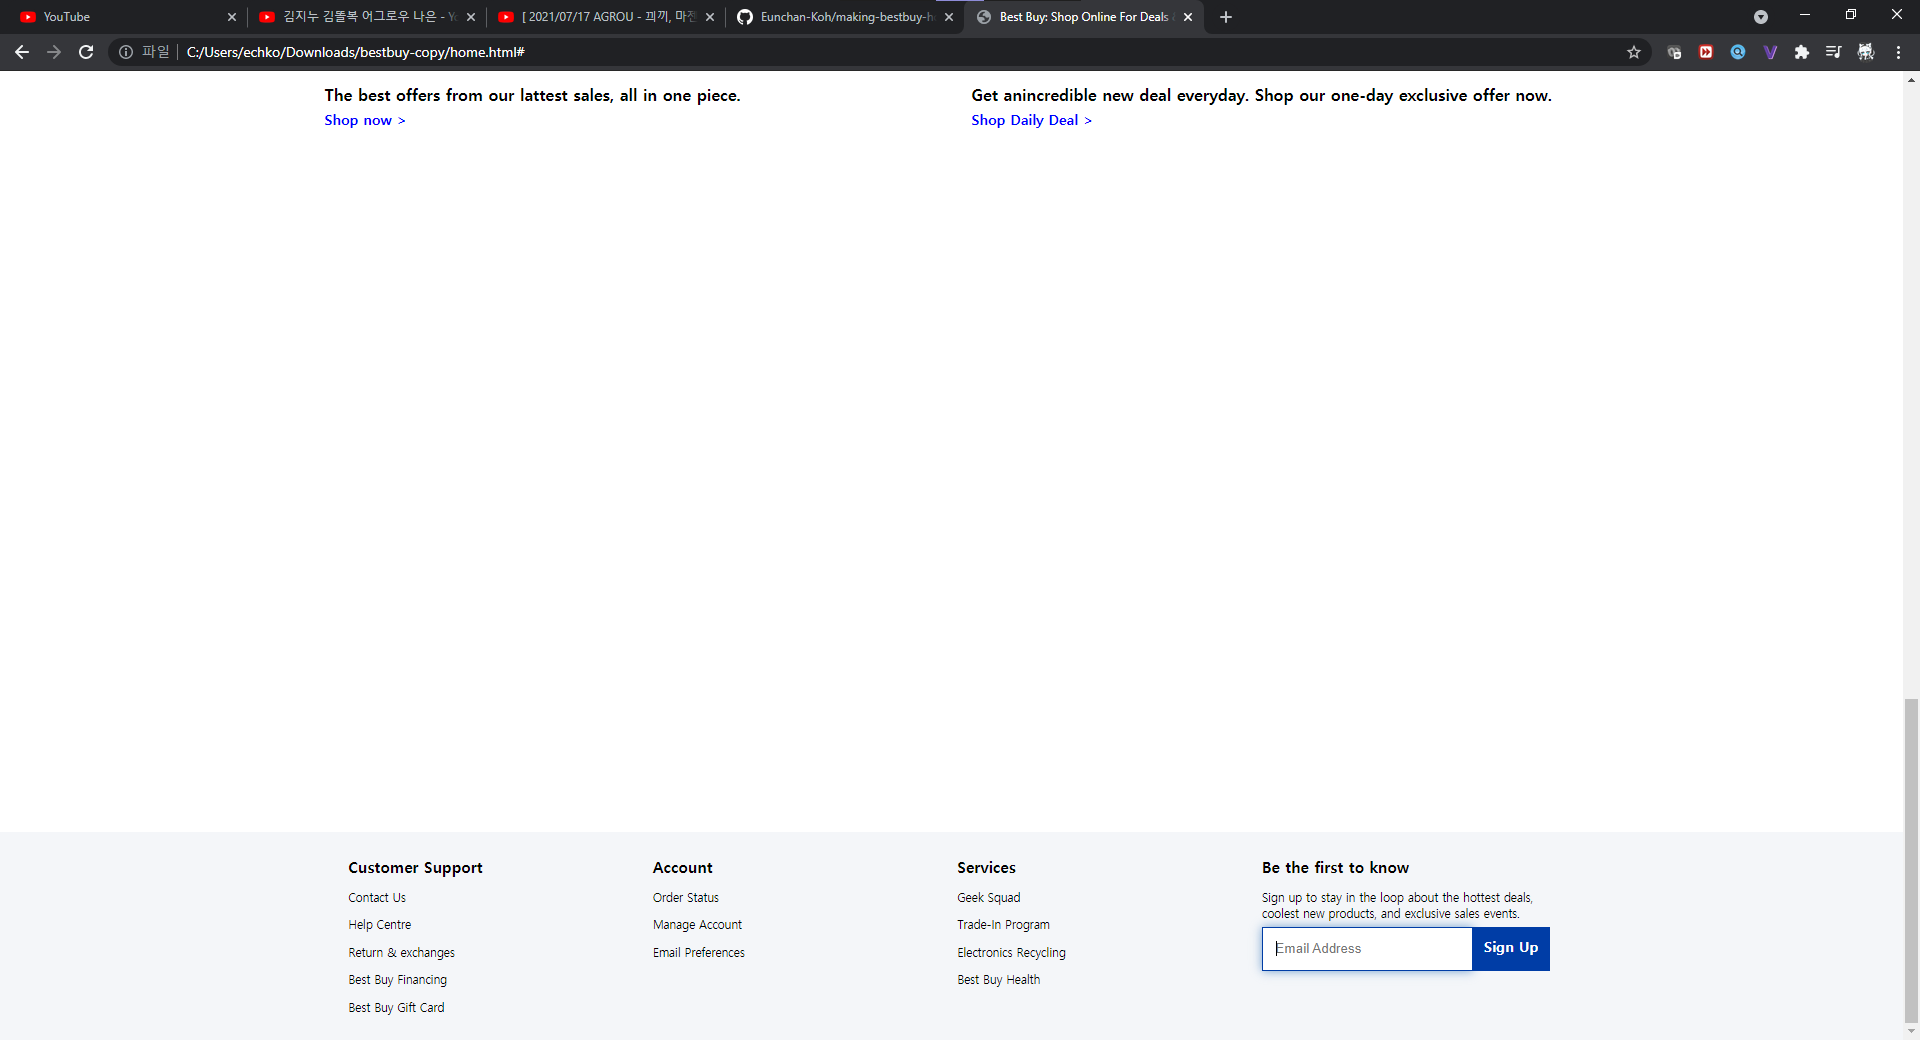 YouTube
김지누 김똘복 어그로우 나은 - Yo
[ 2021/07/17 AGROU - 끠끼, 마젠
Eunchan-Koh/making-bestbuy-h
Best Buy: Shop Online For Deals
파일 C:/Users/echko/Downloads/bestbuy-copy/home.html#
The best offers from our lattest sales, all in one piece.
Shop now >
Get anincredible new deal everyday. Shop our one-day exclusive offer now.
Shop Daily Deal >
Customer Support
Contact Us
Help Centre
Return & exchanges
Best Buy Financing
Best Buy Gift Card
Account
Order Status
Manage Account
Email Preferences
Services
Geek Squad
Trade-In Program
Electronics Recycling
Best Buy Health
Be the first to know
Sign up to stay in the loop about the hottest deals,
coolest new products, and exclusive sales events.
Email Address
Sign Up